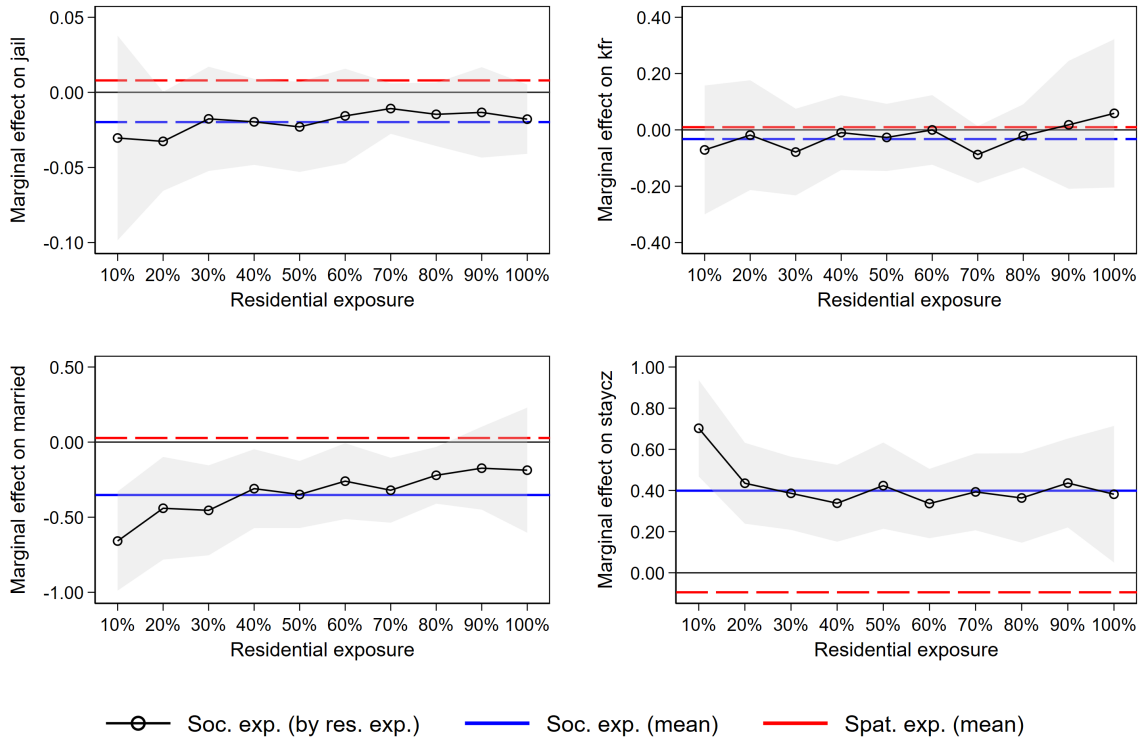 Marginal effect on jail
0.05
0.00
-0.05
-0.10
10% 20% 30% 40% 50% 60% 70% 80% 90% 100%
Residential exposure
Marginal effect on kfr
0.40
0.20
0.00
-0.20
-0.40
10% 20% 30% 40% 50% 60% 70% 80% 90% 100%
Residential exposure
Marginal effect on married
0.50
0.00
-0.50
-1.00
10% 20% 30% 40% 50% 60% 70% 80% 90% 100%
Residential exposure
Marginal effect on staycz
1.00
0.80
0.60
0.40
0.20
0.00
10% 20% 30% 40% 50% 60% 70% 80% 90% 100%
Residential exposure
Soc. exp. (by res. exp.) Soc. exp. (mean) Spat. exp. (mean)